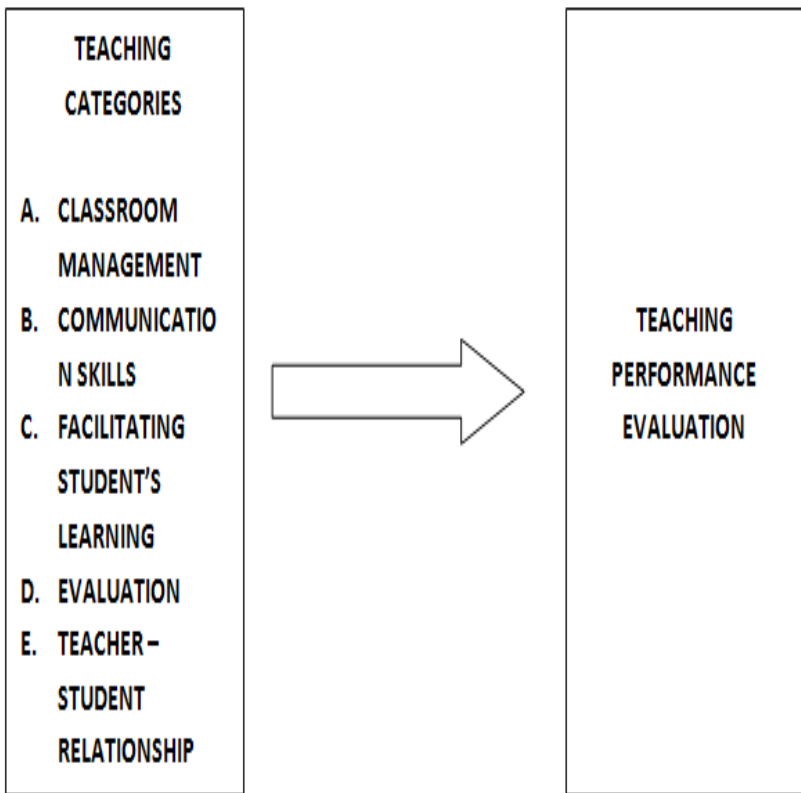 TEACHING
CATEGORIES
A. CLASSROOM
MANAGEMENT
B. COMMUNICATIO
N SKILLS
C. FACILITATING
STUDENT’S
LEARNING
D. EVALUATION
E. TEACHER –
STUDENT
RELATIONSHIP
TEACHING
PERFORMANCE
EVALUATION